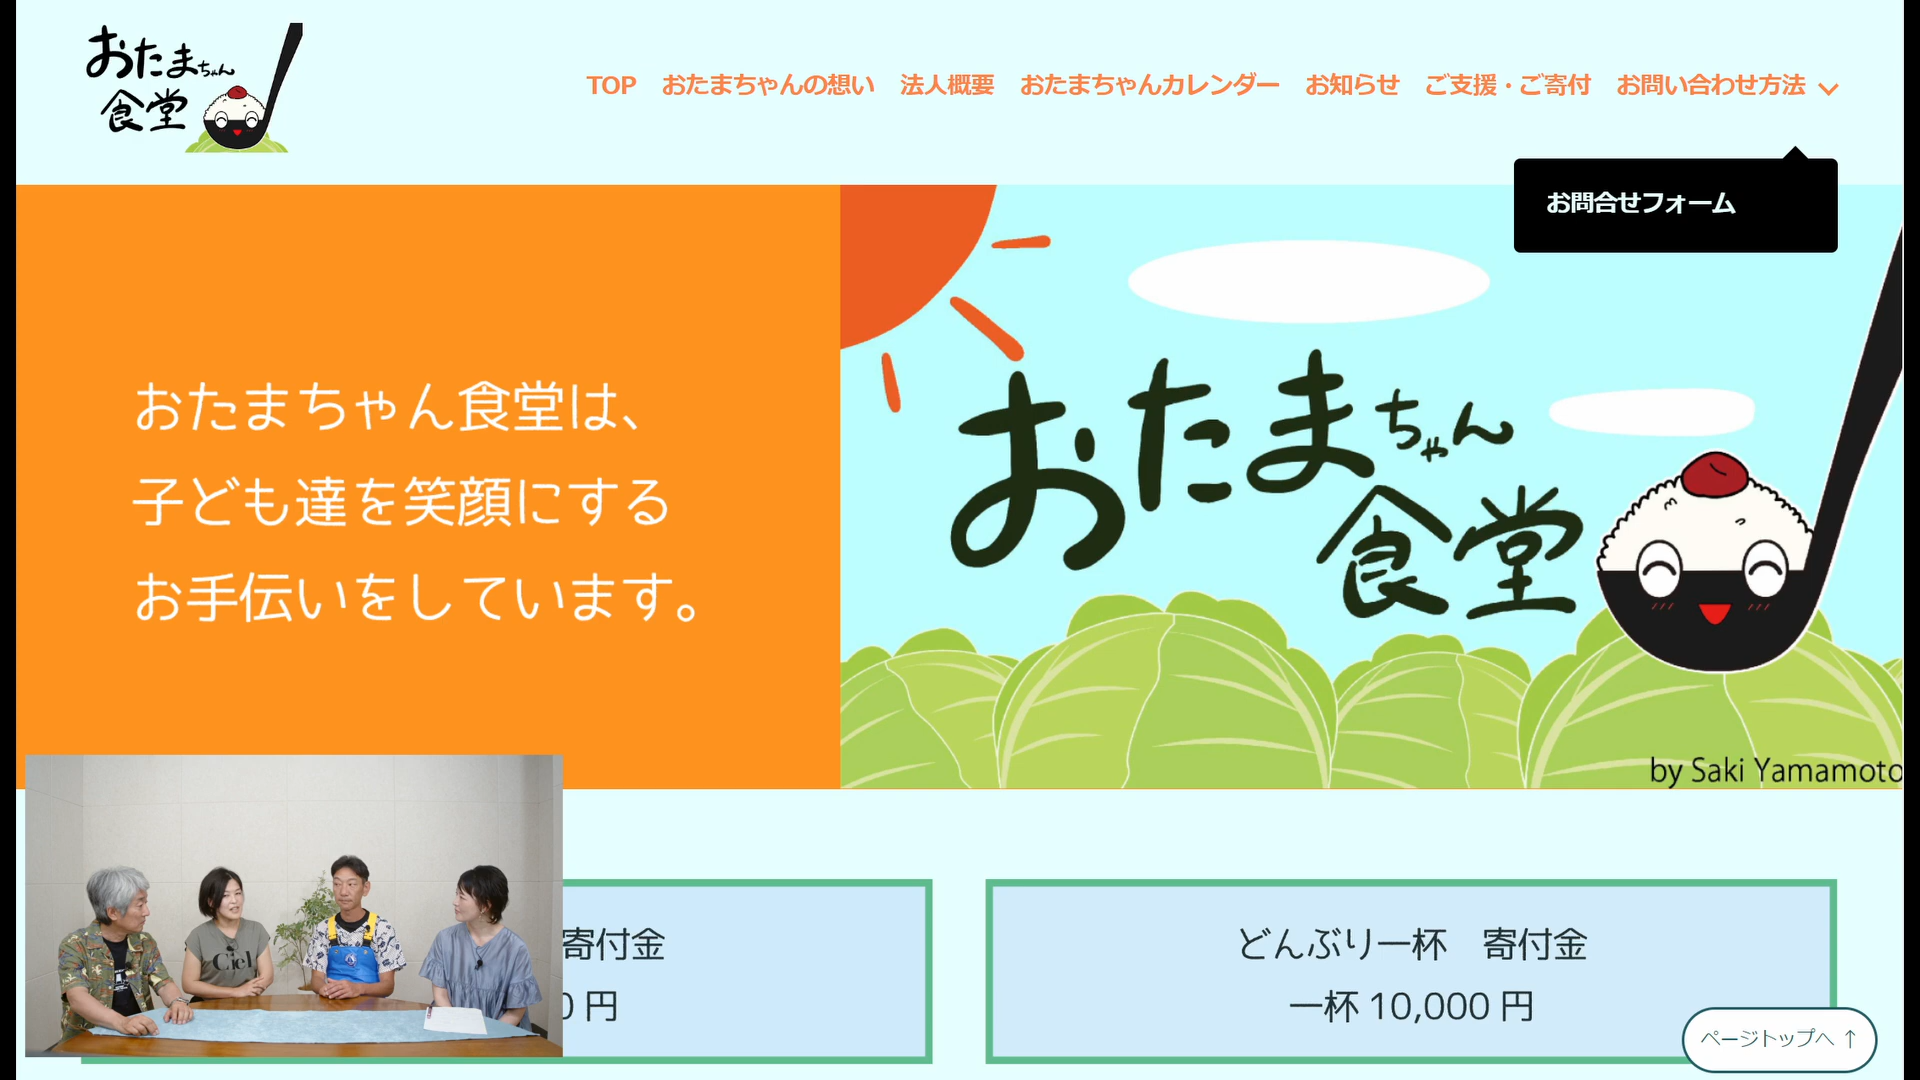 おたまちゃん
食堂
TOP おたまちゃんの想い 法人概要 おたまちゃんカレンダー お知らせ ご支援・ご寄付 お問い合わせ方法
お問合せフォーム
おたまちゃん食堂は、
子ども達を笑顔にする
お手伝いをしています。
おたまちゃん
食堂
by Saki Yamamoto
寄付金
0 円
どんぶり一杯 寄付金
一杯 10,000 円
Ciel
ページトップへ ↑